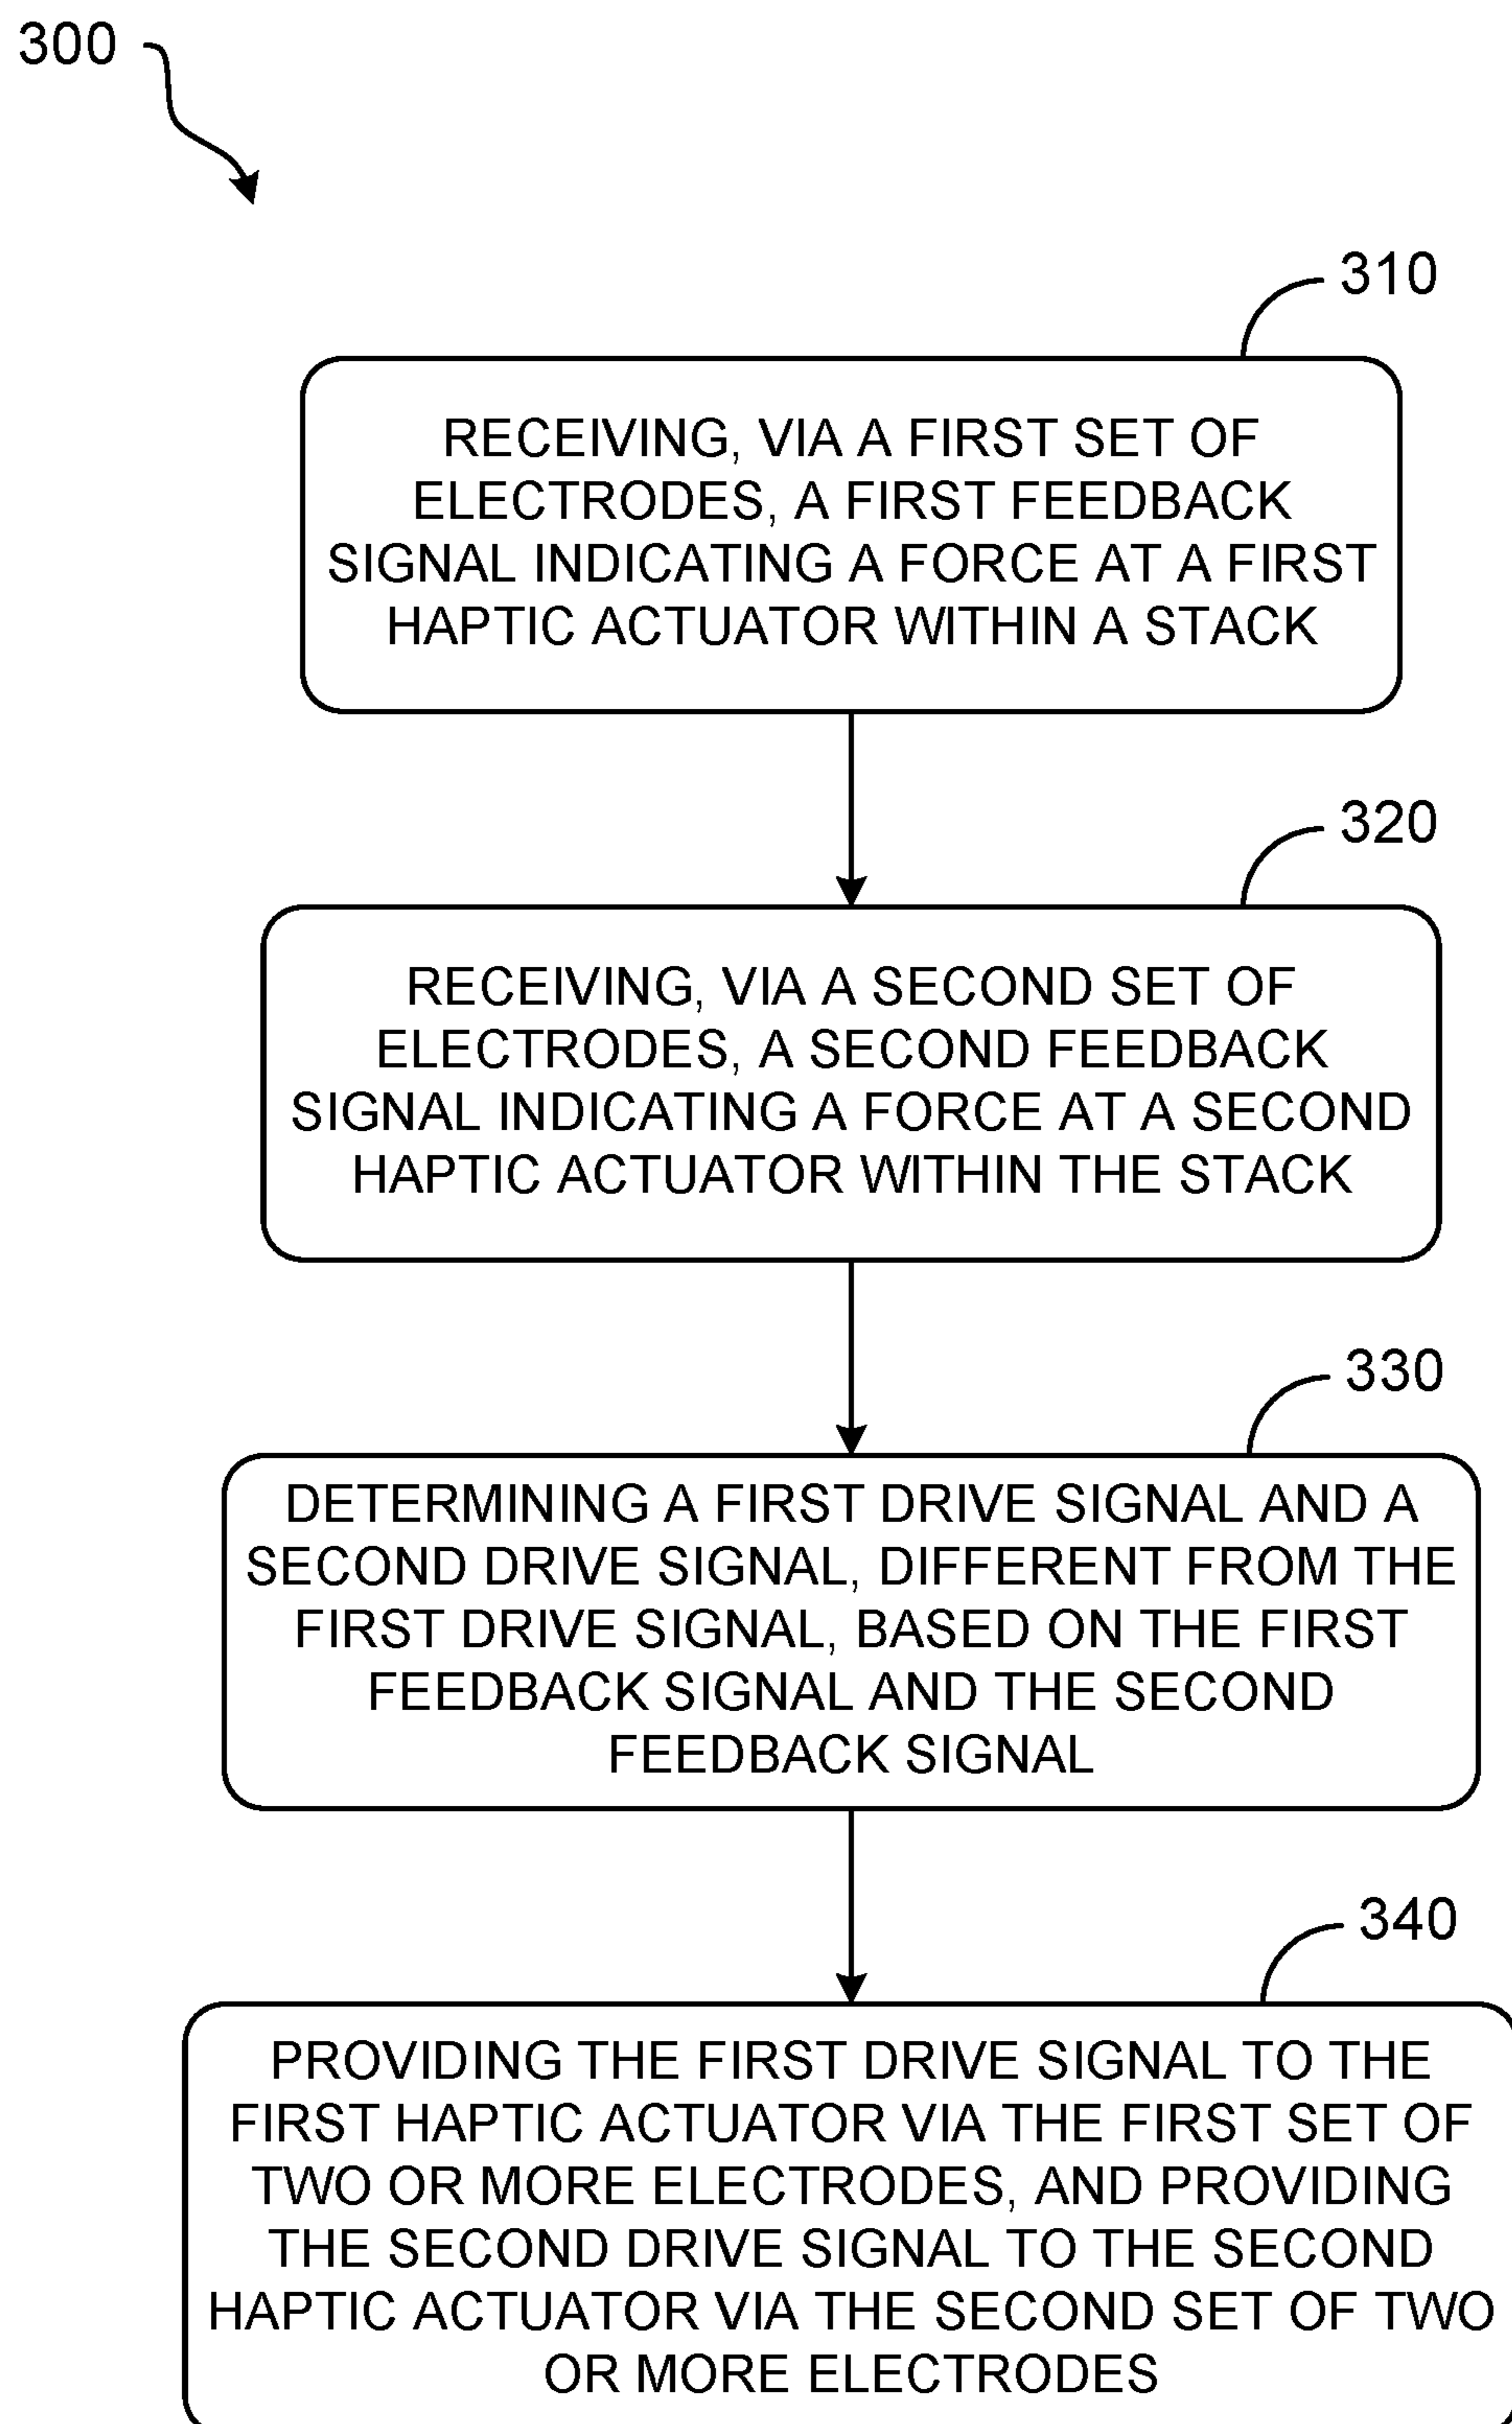 300
310
RECEIVING, VIA A FIRST SET OF
ELECTRODES, A FIRST FEEDBACK
SIGNAL INDICATING A FORCE AT A FIRST
HAPTIC ACTUATOR WITHIN A STACK
320
RECEIVING, VIA A SECOND SET OF
ELECTRODES, A SECOND FEEDBACK
SIGNAL INDICATING A FORCE AT A SECOND
HAPTIC ACTUATOR WITHIN THE STACK
330
DETERMINING A FIRST DRIVE SIGNAL AND A
SECOND DRIVE SIGNAL, DIFFERENT FROM THE
FIRST DRIVE SIGNAL, BASED ON THE FIRST
FEEDBACK SIGNAL AND THE SECOND
FEEDBACK SIGNAL
340
PROVIDING THE FIRST DRIVE SIGNAL TO THE
FIRST HAPTIC ACTUATOR VIA THE FIRST SET OF
TWO OR MORE ELECTRODES, AND PROVIDING
THE SECOND DRIVE SIGNAL TO THE SECOND
HAPTIC ACTUATOR VIA THE SECOND SET OF TWO
OR MORE ELECTRODES